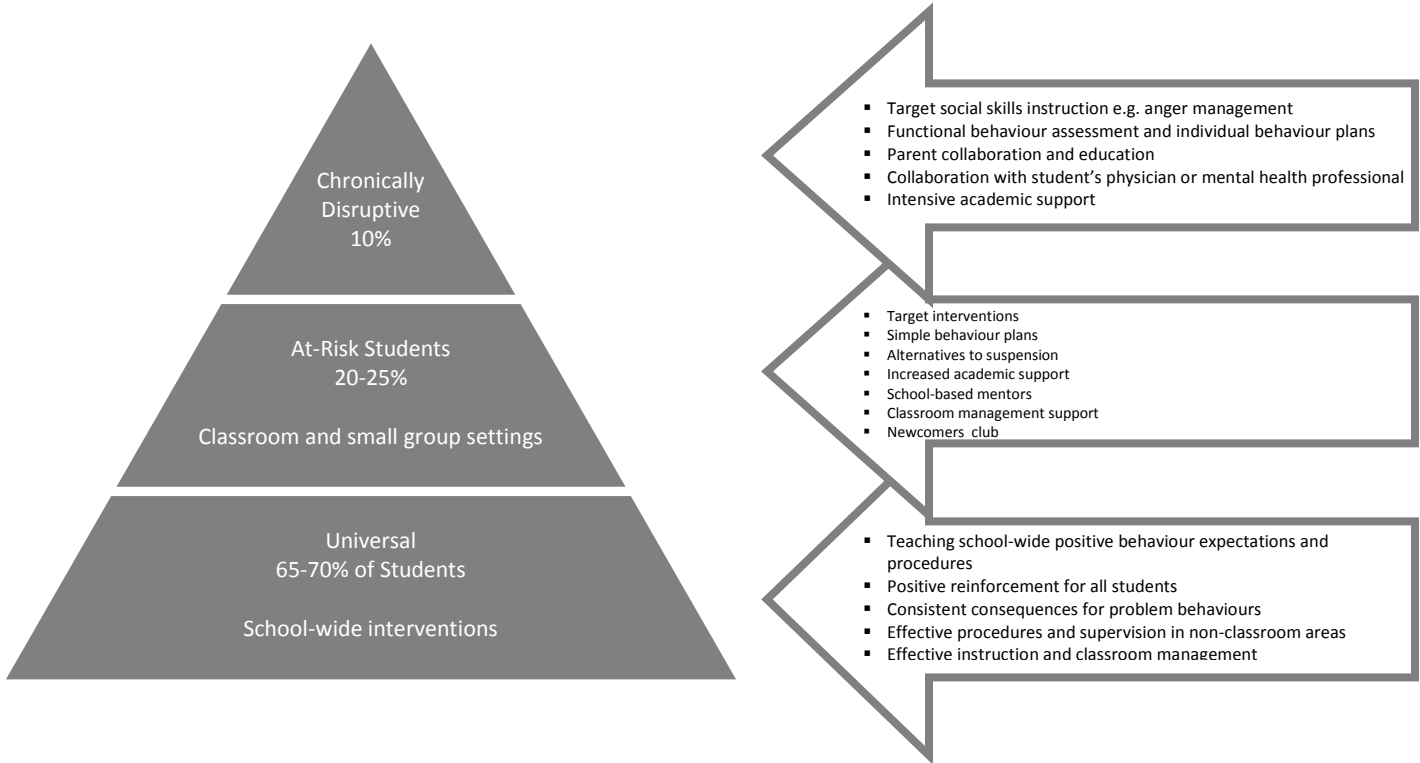 Chronically
Disruptive
10%
▪ Target social skills instruction e.g. anger management
▪ Functional behaviour assessment and individual behaviour plans
▪ Parent collaboration and education
▪ Collaboration with student’s physician or mental health professional
▪ Intensive academic support
At-Risk Students
20-25%
Classroom and small group settings
▪ Target interventions
▪ Simple behaviour plans
▪ Alternatives to suspension
▪ Increased academic support
▪ School-based mentors
▪ Classroom management support
▪ Newcomers club
Universal
65-70% of Students
School-wide interventions
▪ Teaching school-wide positive behaviour expectations and
procedures
▪ Positive reinforcement for all students
▪ Consistent consequences for problem behaviours
▪ Effective procedures and supervision in non-classroom areas
▪ Effective instruction and classroom management